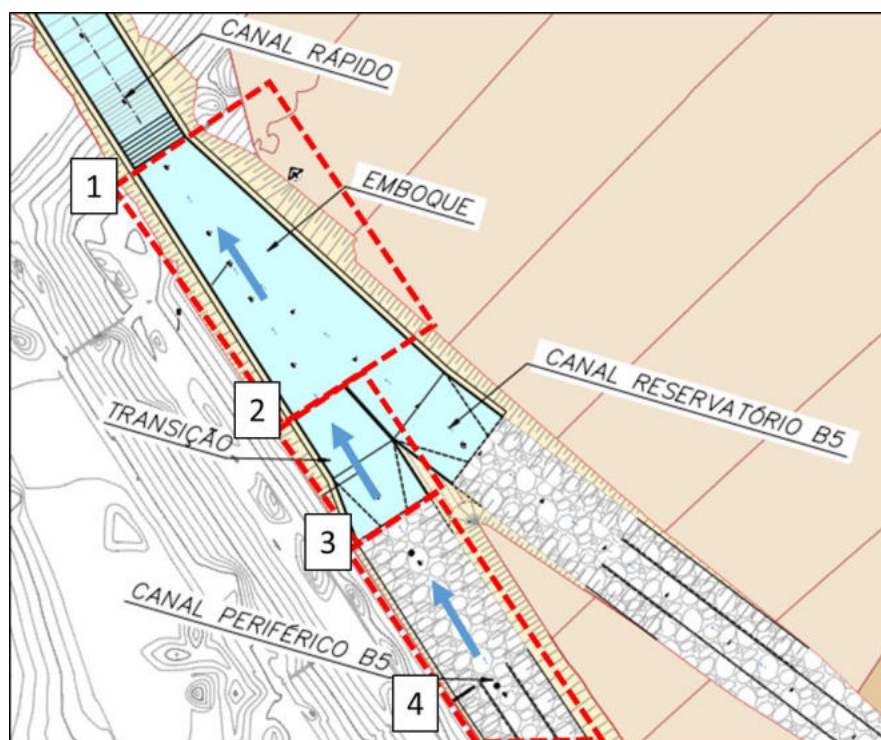 CANAL RÁPIDO
1
EMBOQUE
CANAL RESERVATÓRIO B5
2
TRANSIÇÃO
3
CANAL PERIFÉRICO B5
4